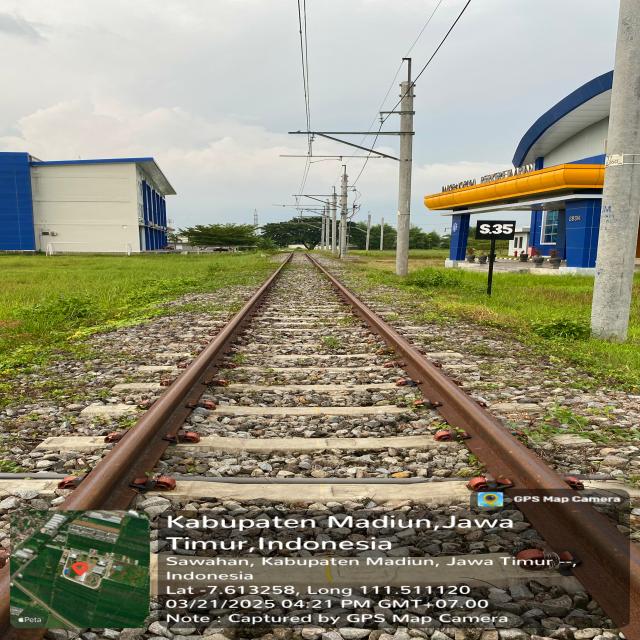 S.35
GPS Map Camera
Kabupaten Madiun,Jawa
Timur,Indonesia
Sawahan, Kabupaten Madiun, Jawa Timur --,
Indonesia
Lat -7.613258, Long 111.511120
03/21/2025 04:21 PM GMT+07.00
Note : Captured by GPS Map Camera
Peta